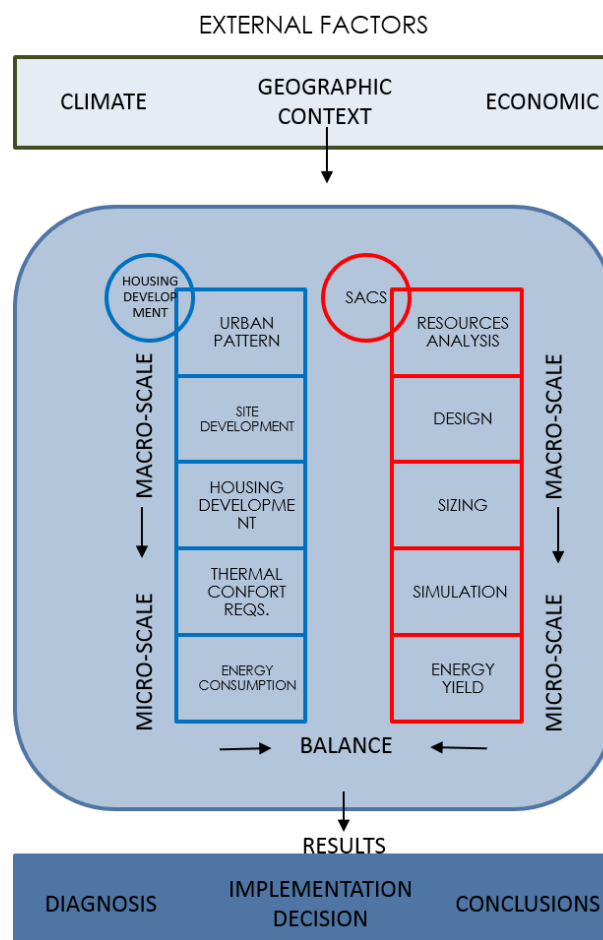 EXTERNAL FACTORS
CLIMATE
GEOGRAPHIC
CONTEXT
ECONOMIC
HOUSING
DEVELOP
MENT
URBAN
PATTERN
SITE
DEVELOPMENT
HOUSING
DEVELOPME
NT
THERMAL
CONFORT
REQS.
ENERGY
CONSUMPTION
MACRO-SCALE
MICRO-SCALE
SACS
RESOURCES
ANALYSIS
DESIGN
SIZING
SIMULATION
ENERGY
YIELD
MACRO-SCALE
MICRO-SCALE
BALANCE
RESULTS
DIAGNOSIS
IMPLEMENTATION
DECISION
CONCLUSIONS